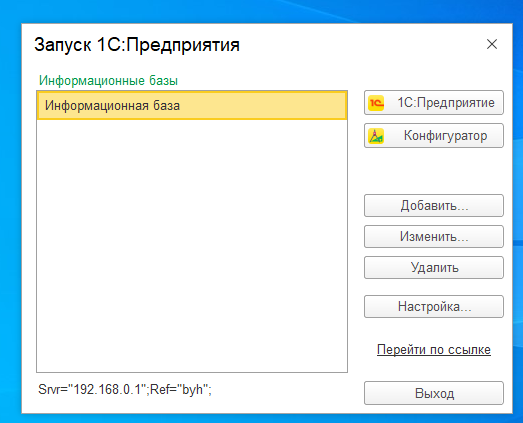 Запуск 1С:Предприятия
Информационные базы
Информационная база
1С:Предприятие
Конфигуратор
Добавить...
Изменить...
Удалить
Настройка...
Перейти по ссылке
Srvr="192.168.0.1";Ref="byh";
Выход